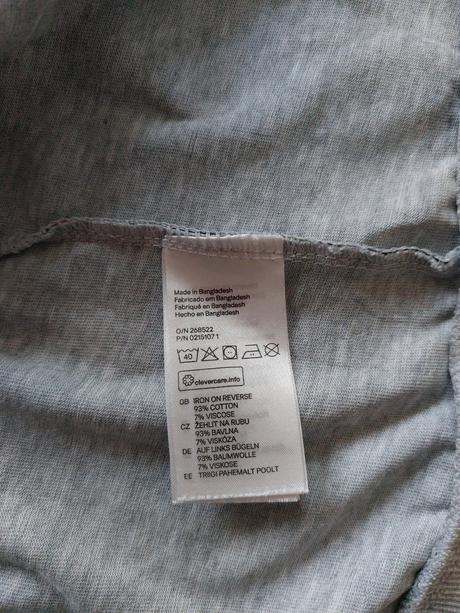 Made in Bangladesh
Fabricado em Bangladesh
Fabriqué en Bangladesh
Hecho en Bangladesh
O/N 268522
P/N 0215107 1
40
clevercare.info
GB IRON ON REVERSE
93% COTTON
7% VISCOSE
CZ ŽEHLIT NA RUBU
93% BAVLNA
7% VISKÓZA
DE AUF LINKS BÜGELN
93% BAUMWOLLE
7% VISKOSE
EE TRIIGI PAHEMALT POOLT